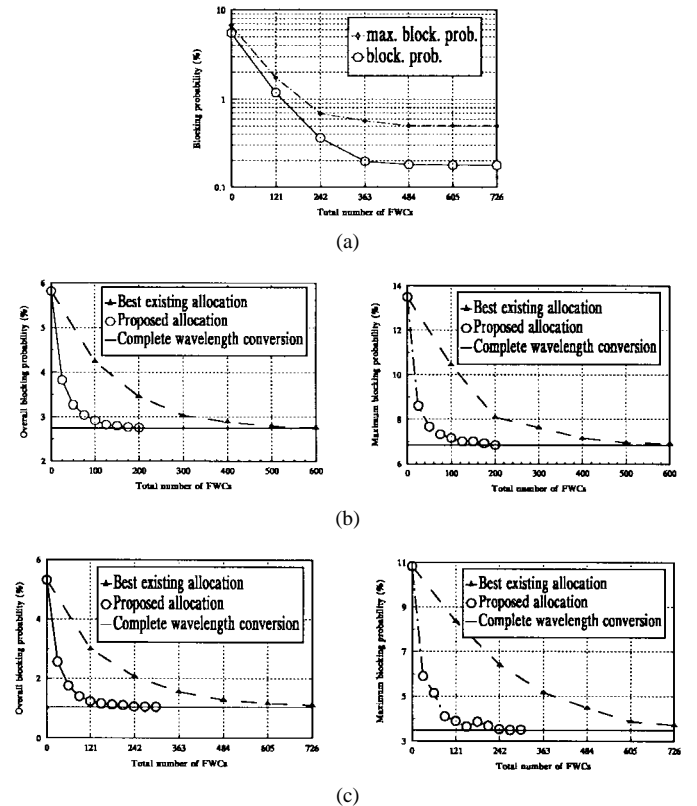 10
1
0.1
Blocking probability (%)
max. block. prob.
block. prob.
0 121 242 363 484 605 726
Total number of FWCs
(a)
6
5
4
3
2
Overall blocking probability (%)
Best existing allocation
Proposed allocation
Complete wavelength conversion
0 100 200 300 400 500 600
Total number of FWCs
14
12
10
8
6
Maximum blocking probability (%)
Best existing allocation
Proposed allocation
Complete wavelength conversion
0 100 200 300 400 500 600
Total number of FWCs
(b)
6
4
2
0
Overall blocking probability (%)
Best existing allocation
Proposed allocation
Complete wavelength conversion
0 121 242 363 484 605 726
Total number of FWCs
11
9
7
5
3
Maximum blocking probability (%)
Best existing allocation
Proposed allocation
Complete wavelength conversion
0 121 242 363 484 605 726
Total number of FWCs
(c)